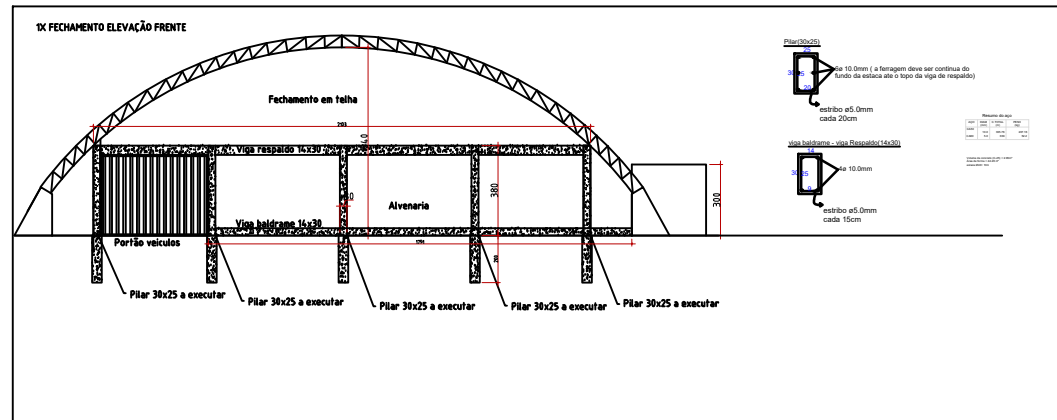 1X FECHAMENTO ELEVAÇÃO FRENTE
Fechamento em telha
Viga respaldo 14x30
380
300
Alvenaria
Viga baldrame 14x30
Portão veiculos
Pilar 30x25 a executar
Pilar 30x25 a executar
Pilar 30x25 a executar
Pilar 30x25 a executar
Pilar 30x25 a executar
Pilar(30x25)
25
30
25
20
6ø 10.0mm ( a ferragem deve ser continua do
fundo da estaca ate o topo da viga de respaldo)
estribo ø5.0mm
cada 20cm
viga baldrame - viga Respaldo(14x30)
14
30
25
9
4ø 10.0mm
estribo ø5.0mm
cada 15cm
Resumo do aço